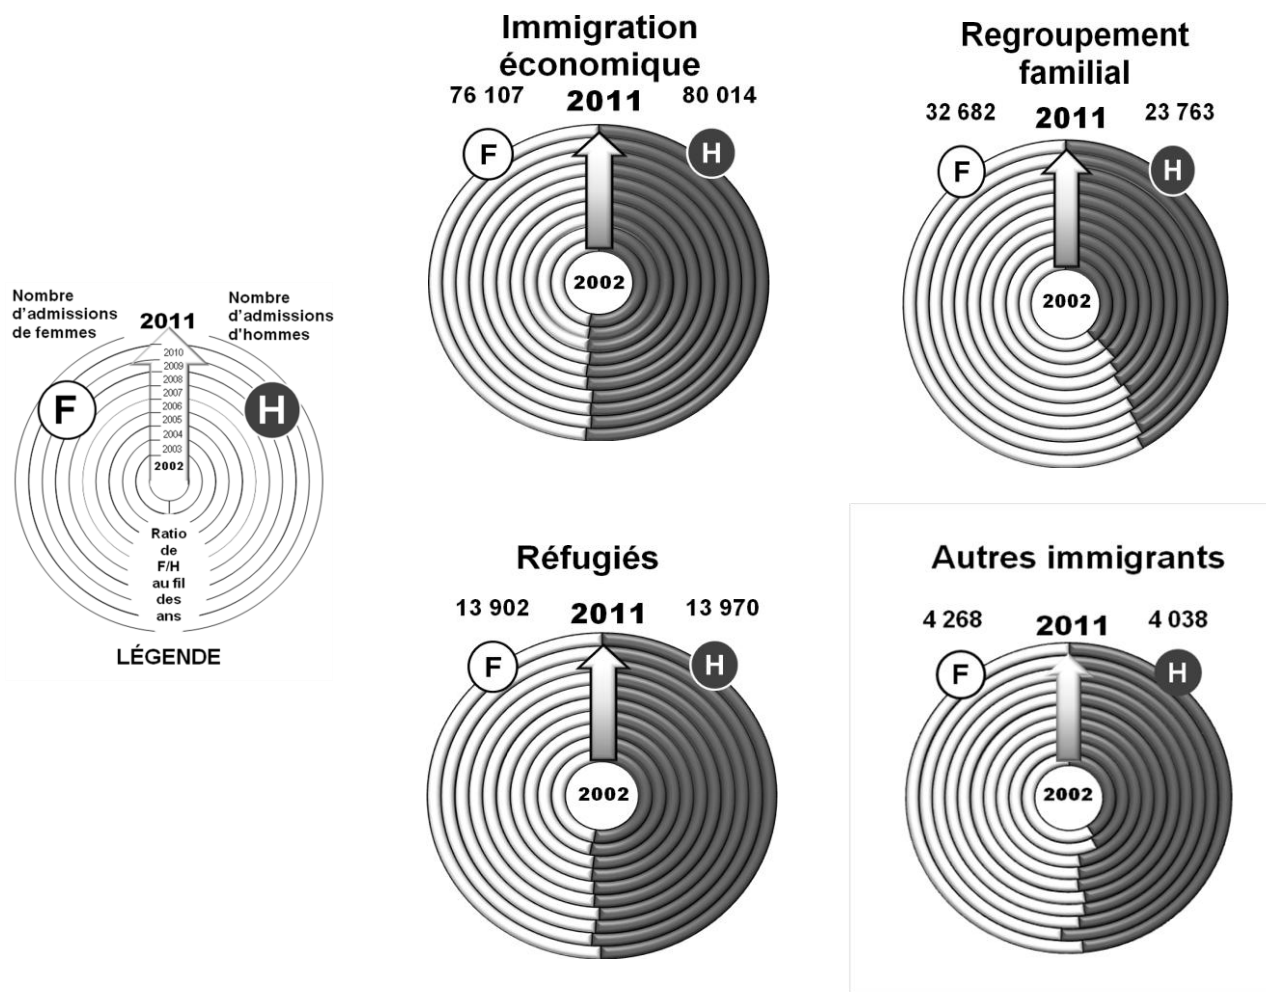 Immigration
économique
76 107 2011 80 014
F H
2002
Regroupement
familial
32 682 2011 23 763
F H
2002
Nombre
d'admissions
de femmes
2011
Nombre
d'admissions
d'hommes
F H
2010
2009
2008
2007
2006
2005
2004
2003
2002
Ratio
de
F/H
au fil
des
ans
LÉGENDE
Réfugiés
13 902 2011 13 970
F H
2002
Autres immigrants
4 268 2011 4 038
F H
2002